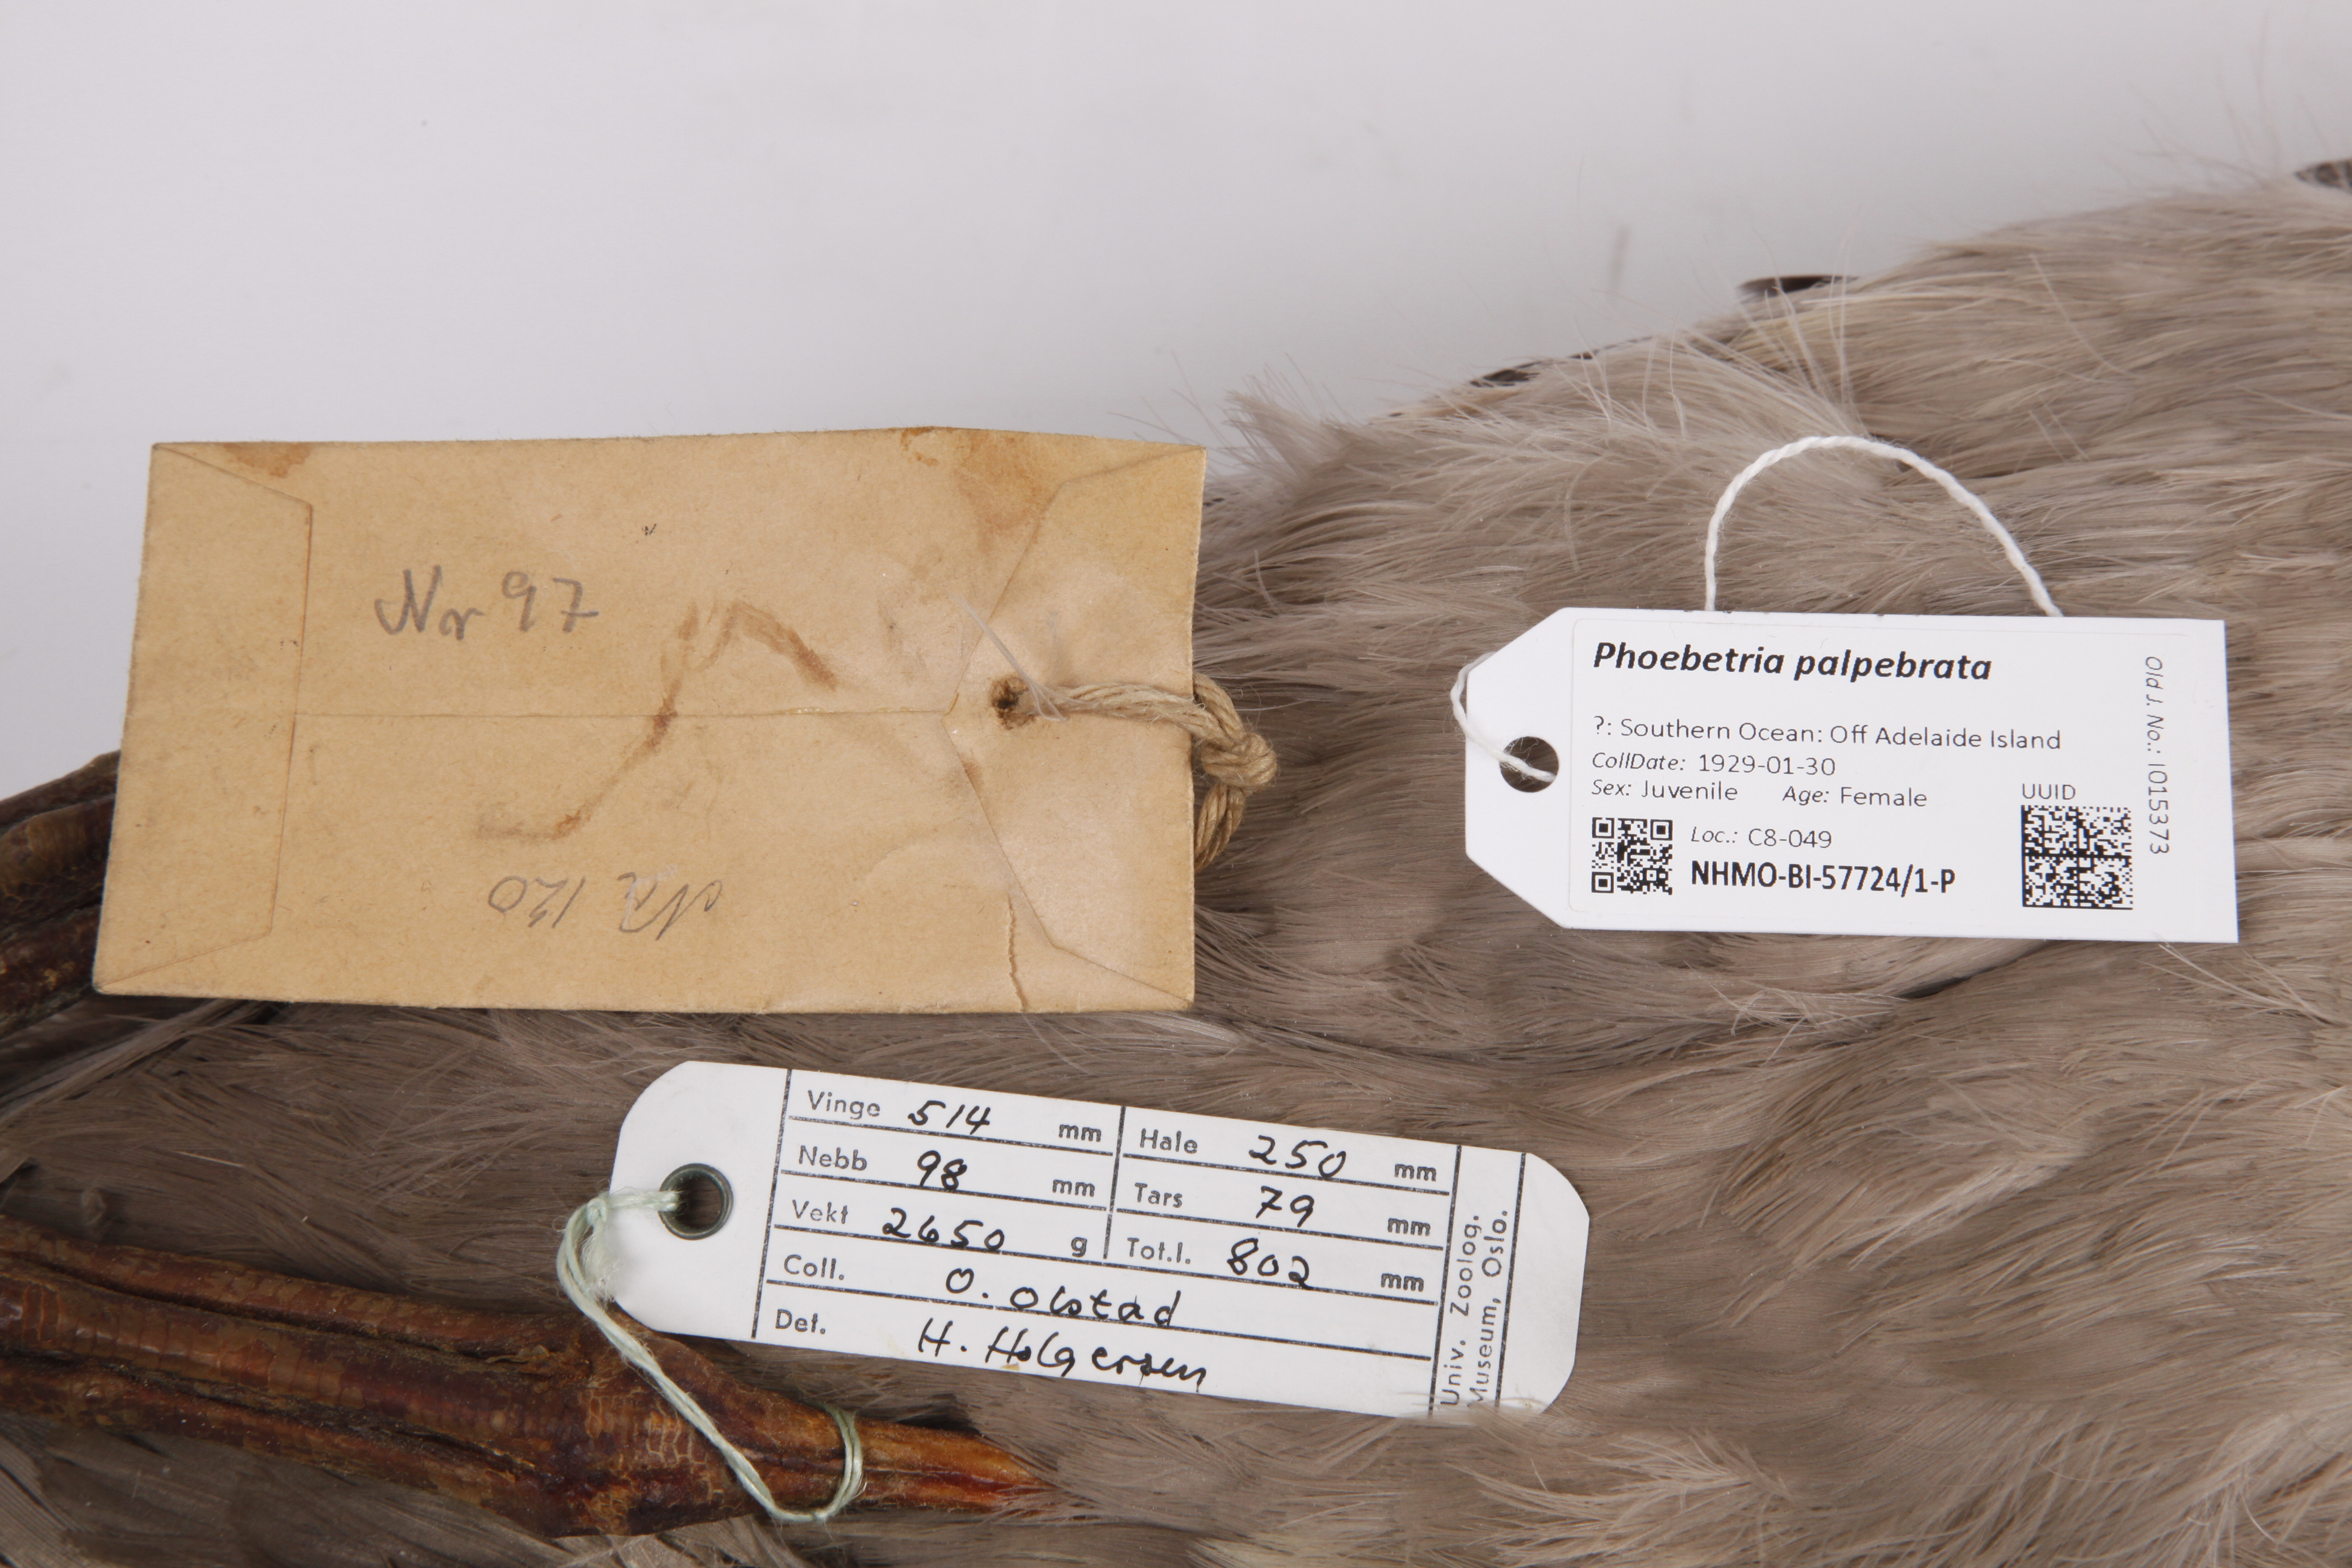 Nr 97
Nr 120
Phoebetria palpebrata
?: Southern Ocean: Off Adelaide Island
CollDate: 1929-01-30
Sex: Juvenile Age: Female
UUID
Loc.: C8-049
NHMO-BI-57724/1-P
Old J. No.: I015373
Vinge 514 mm Hale 250 mm
Nebb 98 mm Tars 79 mm
Vekt 2650 g Tot.l. 802 mm
Coll. O. Olstad
Det. H. Holgersen
Univ. Zoolog.
Museum, Oslo.